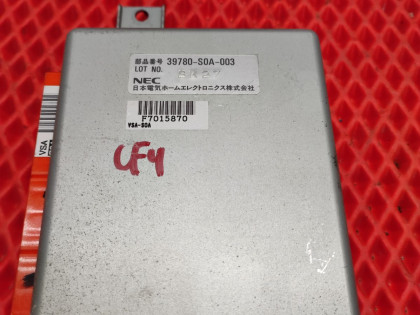 部品番号 39780-S0A-003
LOT NO.
NEC
日本電気ホームエレクトロニクス株式会社
F7015870
VSA-S0A
CF4
VSA